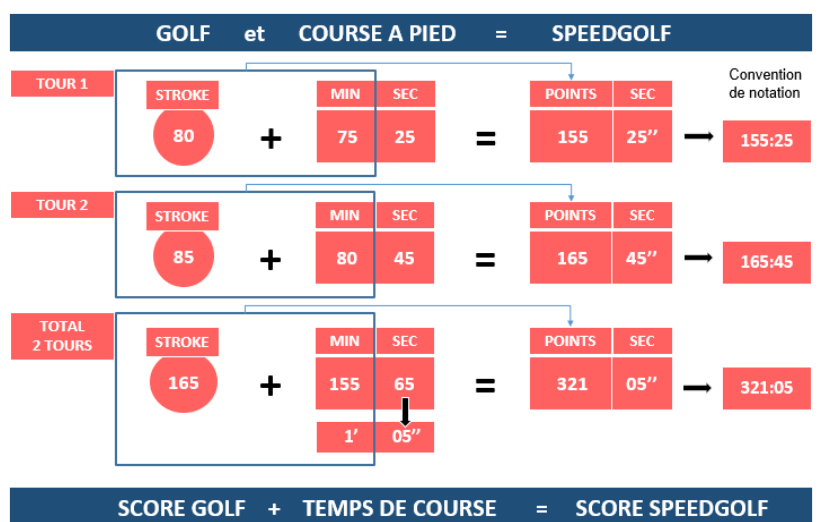 GOLF et COURSE A PIED = SPEEDGOLF
Convention
de notation
TOUR 1
STROKE MIN SEC POINTS SEC
80 + 75 25 = 155 25’’ 155:25
TOUR 2
STROKE MIN SEC POINTS SEC
85 + 80 45 = 165 45’’ 165:45
TOTAL
2 TOURS
STROKE MIN SEC POINTS SEC
165 + 155 65 = 321 05’’ 321:05
1’ 05’’
SCORE GOLF + TEMPS DE COURSE = SCORE SPEEDGOLF